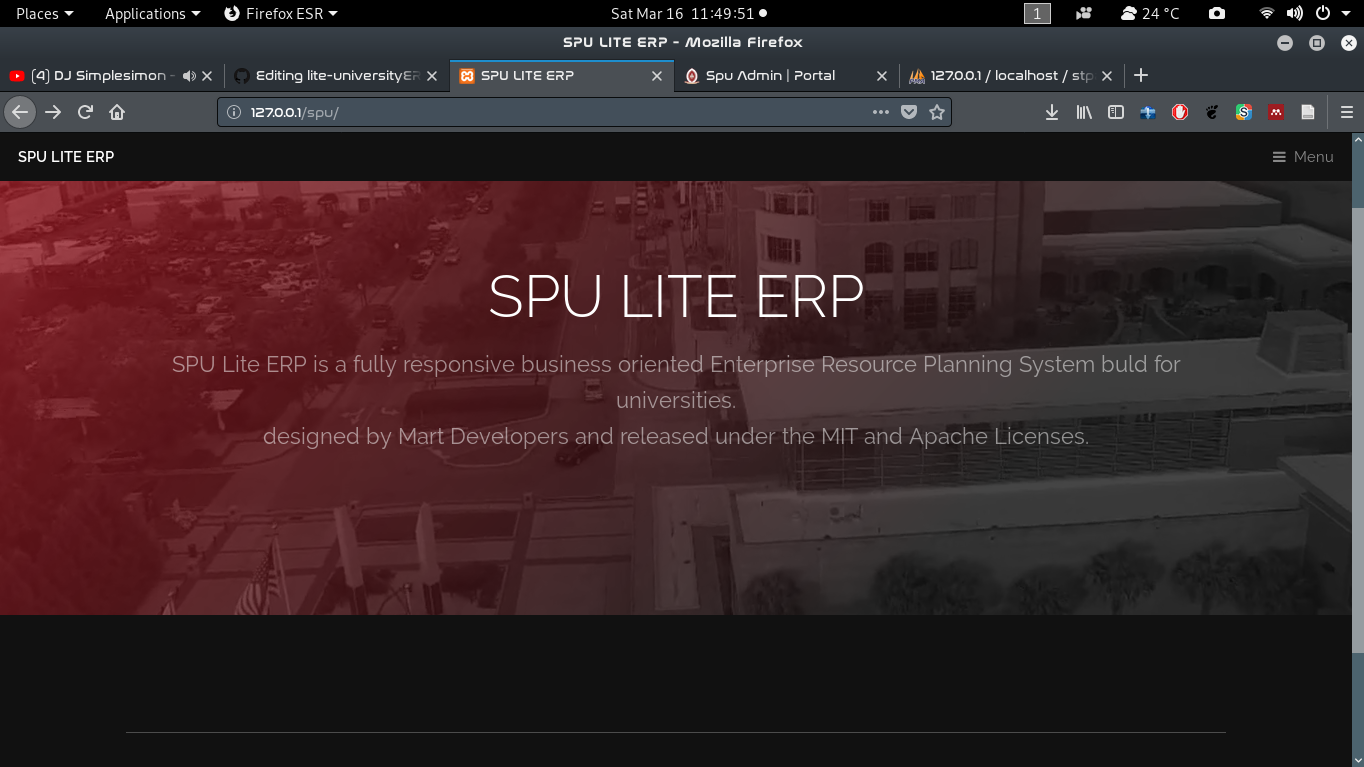 Places Applications Firefox ESR Sat Mar 16 11:49:51 1 24 °C
SPU LITE ERP - Mozilla Firefox
(4) DJ Simplesimon - Editing lite-universityER SPU LITE ERP Spu Admin | Portal 127.0.0.1 / localhost / stp
127.0.0.1/spu/
SPU LITE ERP Menu
SPU LITE ERP
SPU Lite ERP is a fully responsive business oriented Enterprise Resource Planning System buld for
universities.
designed by Mart Developers and released under the MIT and Apache Licenses.